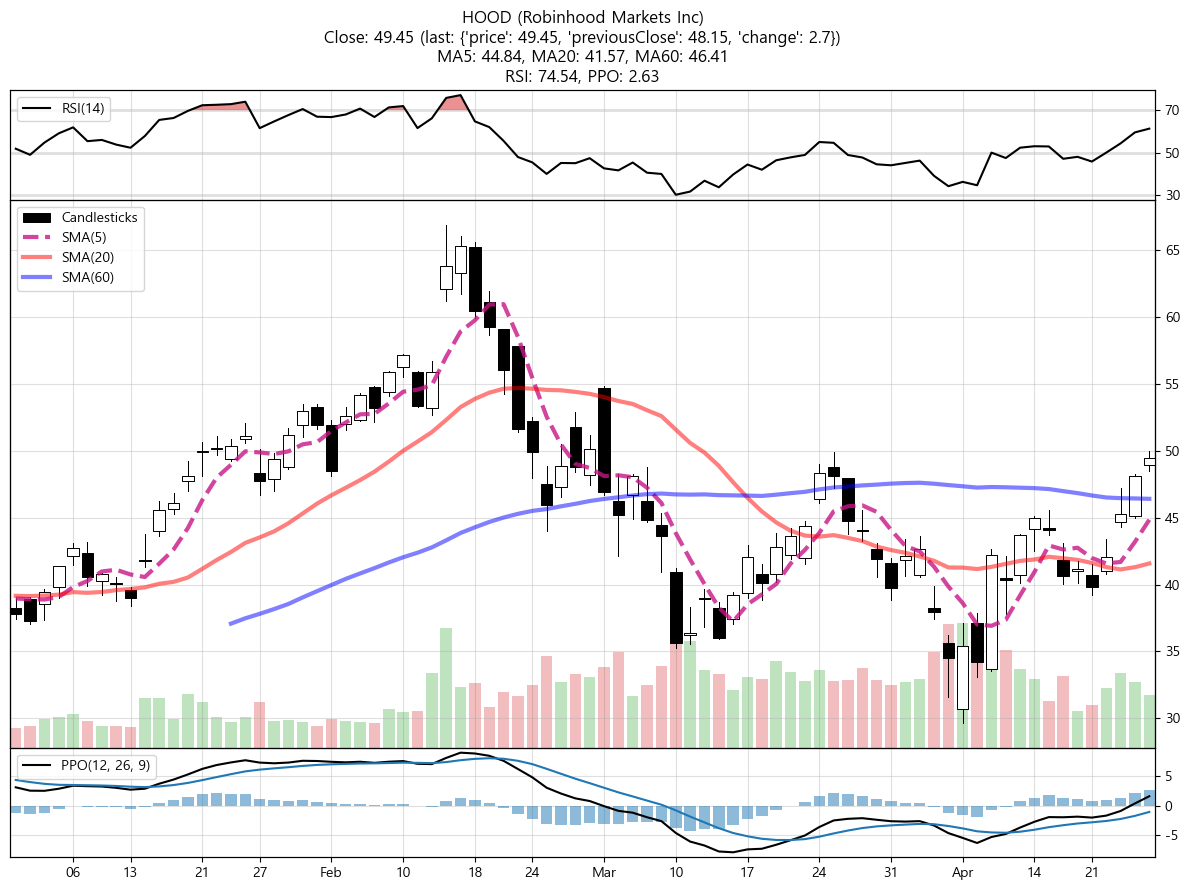 HOOD (Robinhood Markets Inc)
Close: 49.45 (last: {'price': 49.45, 'previousClose': 48.15, 'change': 2.7})
MA5: 44.84, MA20: 41.57, MA60: 46.41
RSI: 74.54, PPO: 2.63
RSI(14)
70
50
30
Candlesticks
SMA(5)
SMA(20)
SMA(60)
65
60
55
50
45
40
35
30
PPO(12, 26, 9)
5
0
-5
06 13 21 27 Feb 10 18 24 Mar 10 17 24 31 Apr 14 21